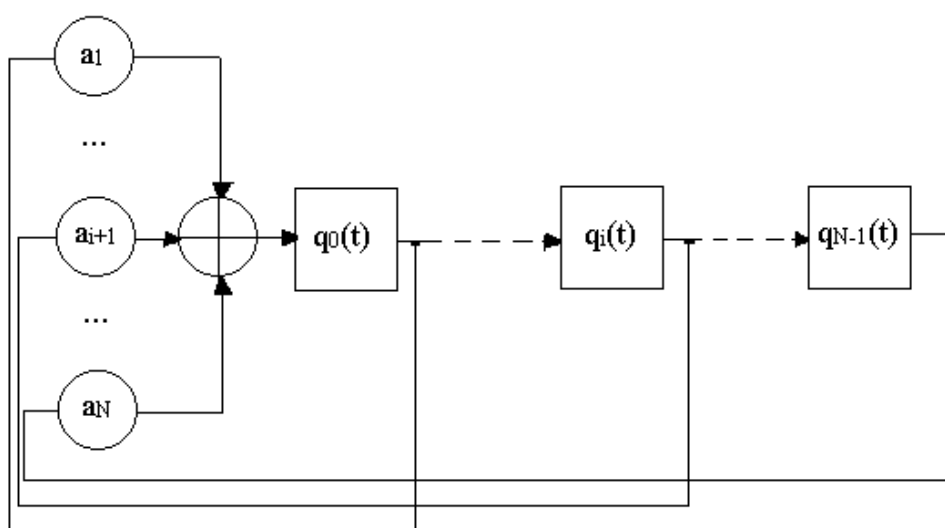 a1
...
ai+1
q0(t)
qi(t)
qN-1(t)
...
aN